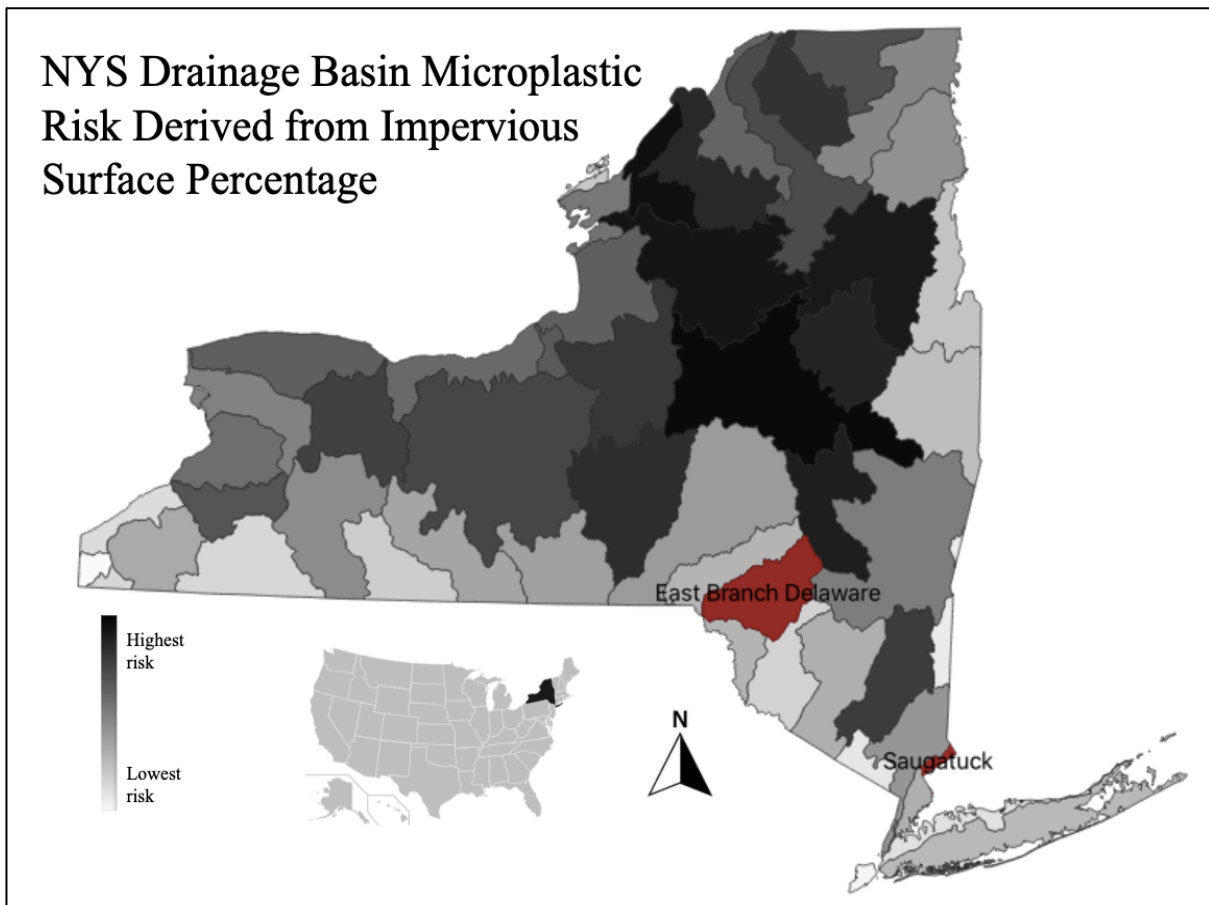 NYS Drainage Basin Microplastic
Risk Derived from Impervious
Surface Percentage
East Branch Delaware
Highest
risk
Lowest
risk
N
Saugatuck